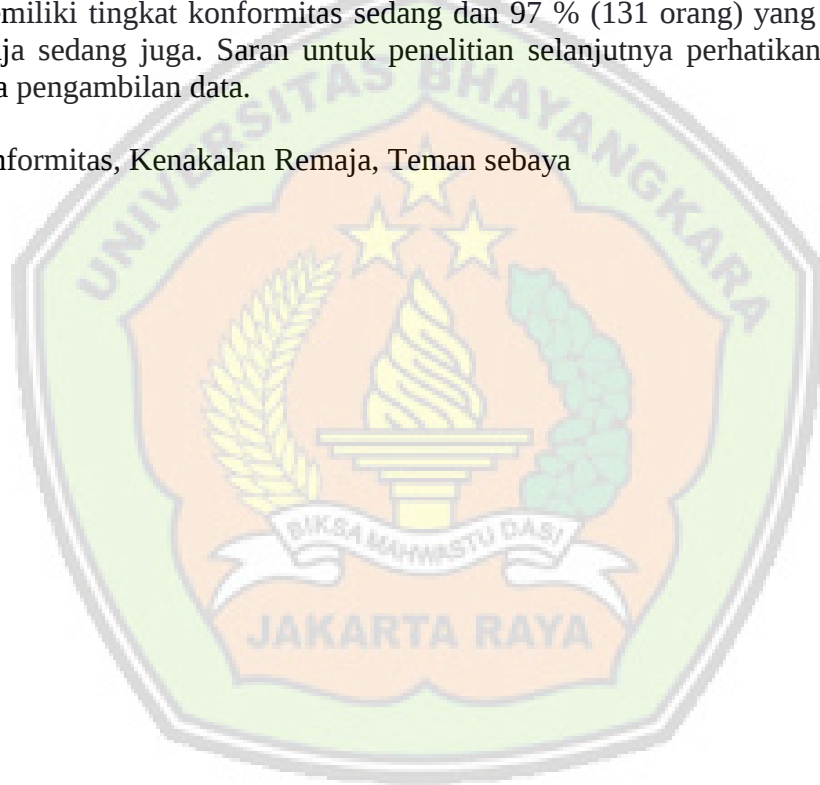 emiliki tingkat konformitas sedang dan 97 % (131 orang) yang
ja sedang juga. Saran untuk penelitian selanjutnya perhatikan
a pengambilan data.
nformitas, Kenakalan Remaja, Teman sebaya
UNIVERSITAS BHAYANGKARA
BIKSA MAHWASTU DASI
JAKARTA RAYA